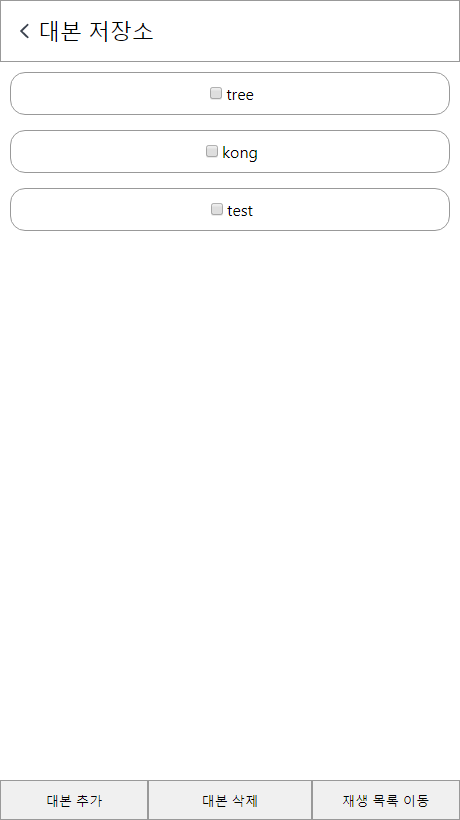 대본 저장소
tree
kong
test
대본 추가
대본 삭제
재생 목록 이동